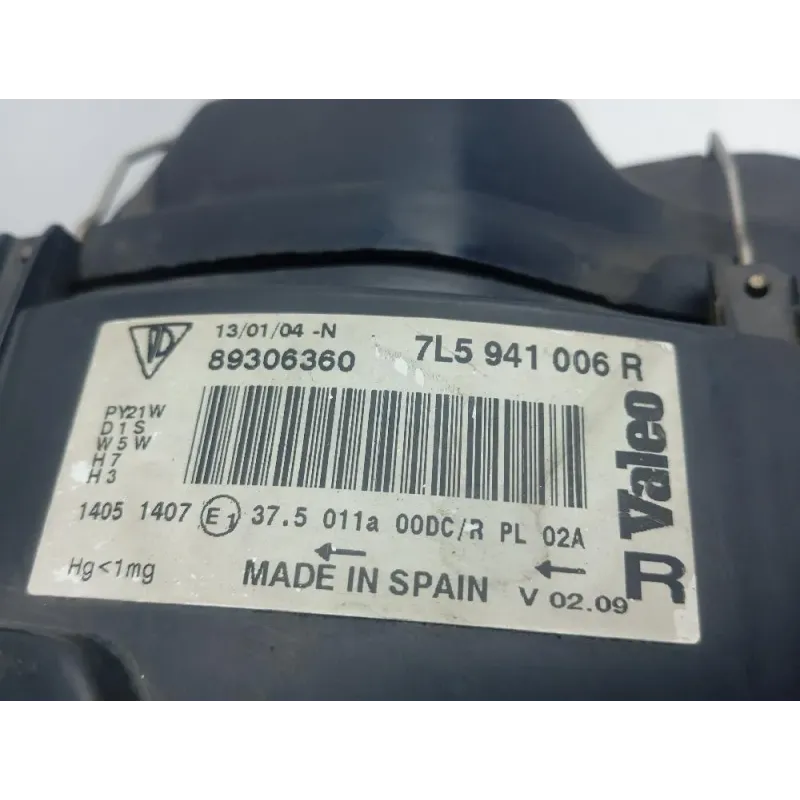 13/01/04 -N
89306360
7L5 941 006 R
PY21W
D1S
W5W
H7
H3
Valeo
1405 1407 E1 37.5 011a 00DC/R PL 02A
R
Hg<1mg
MADE IN SPAIN
V 02.09